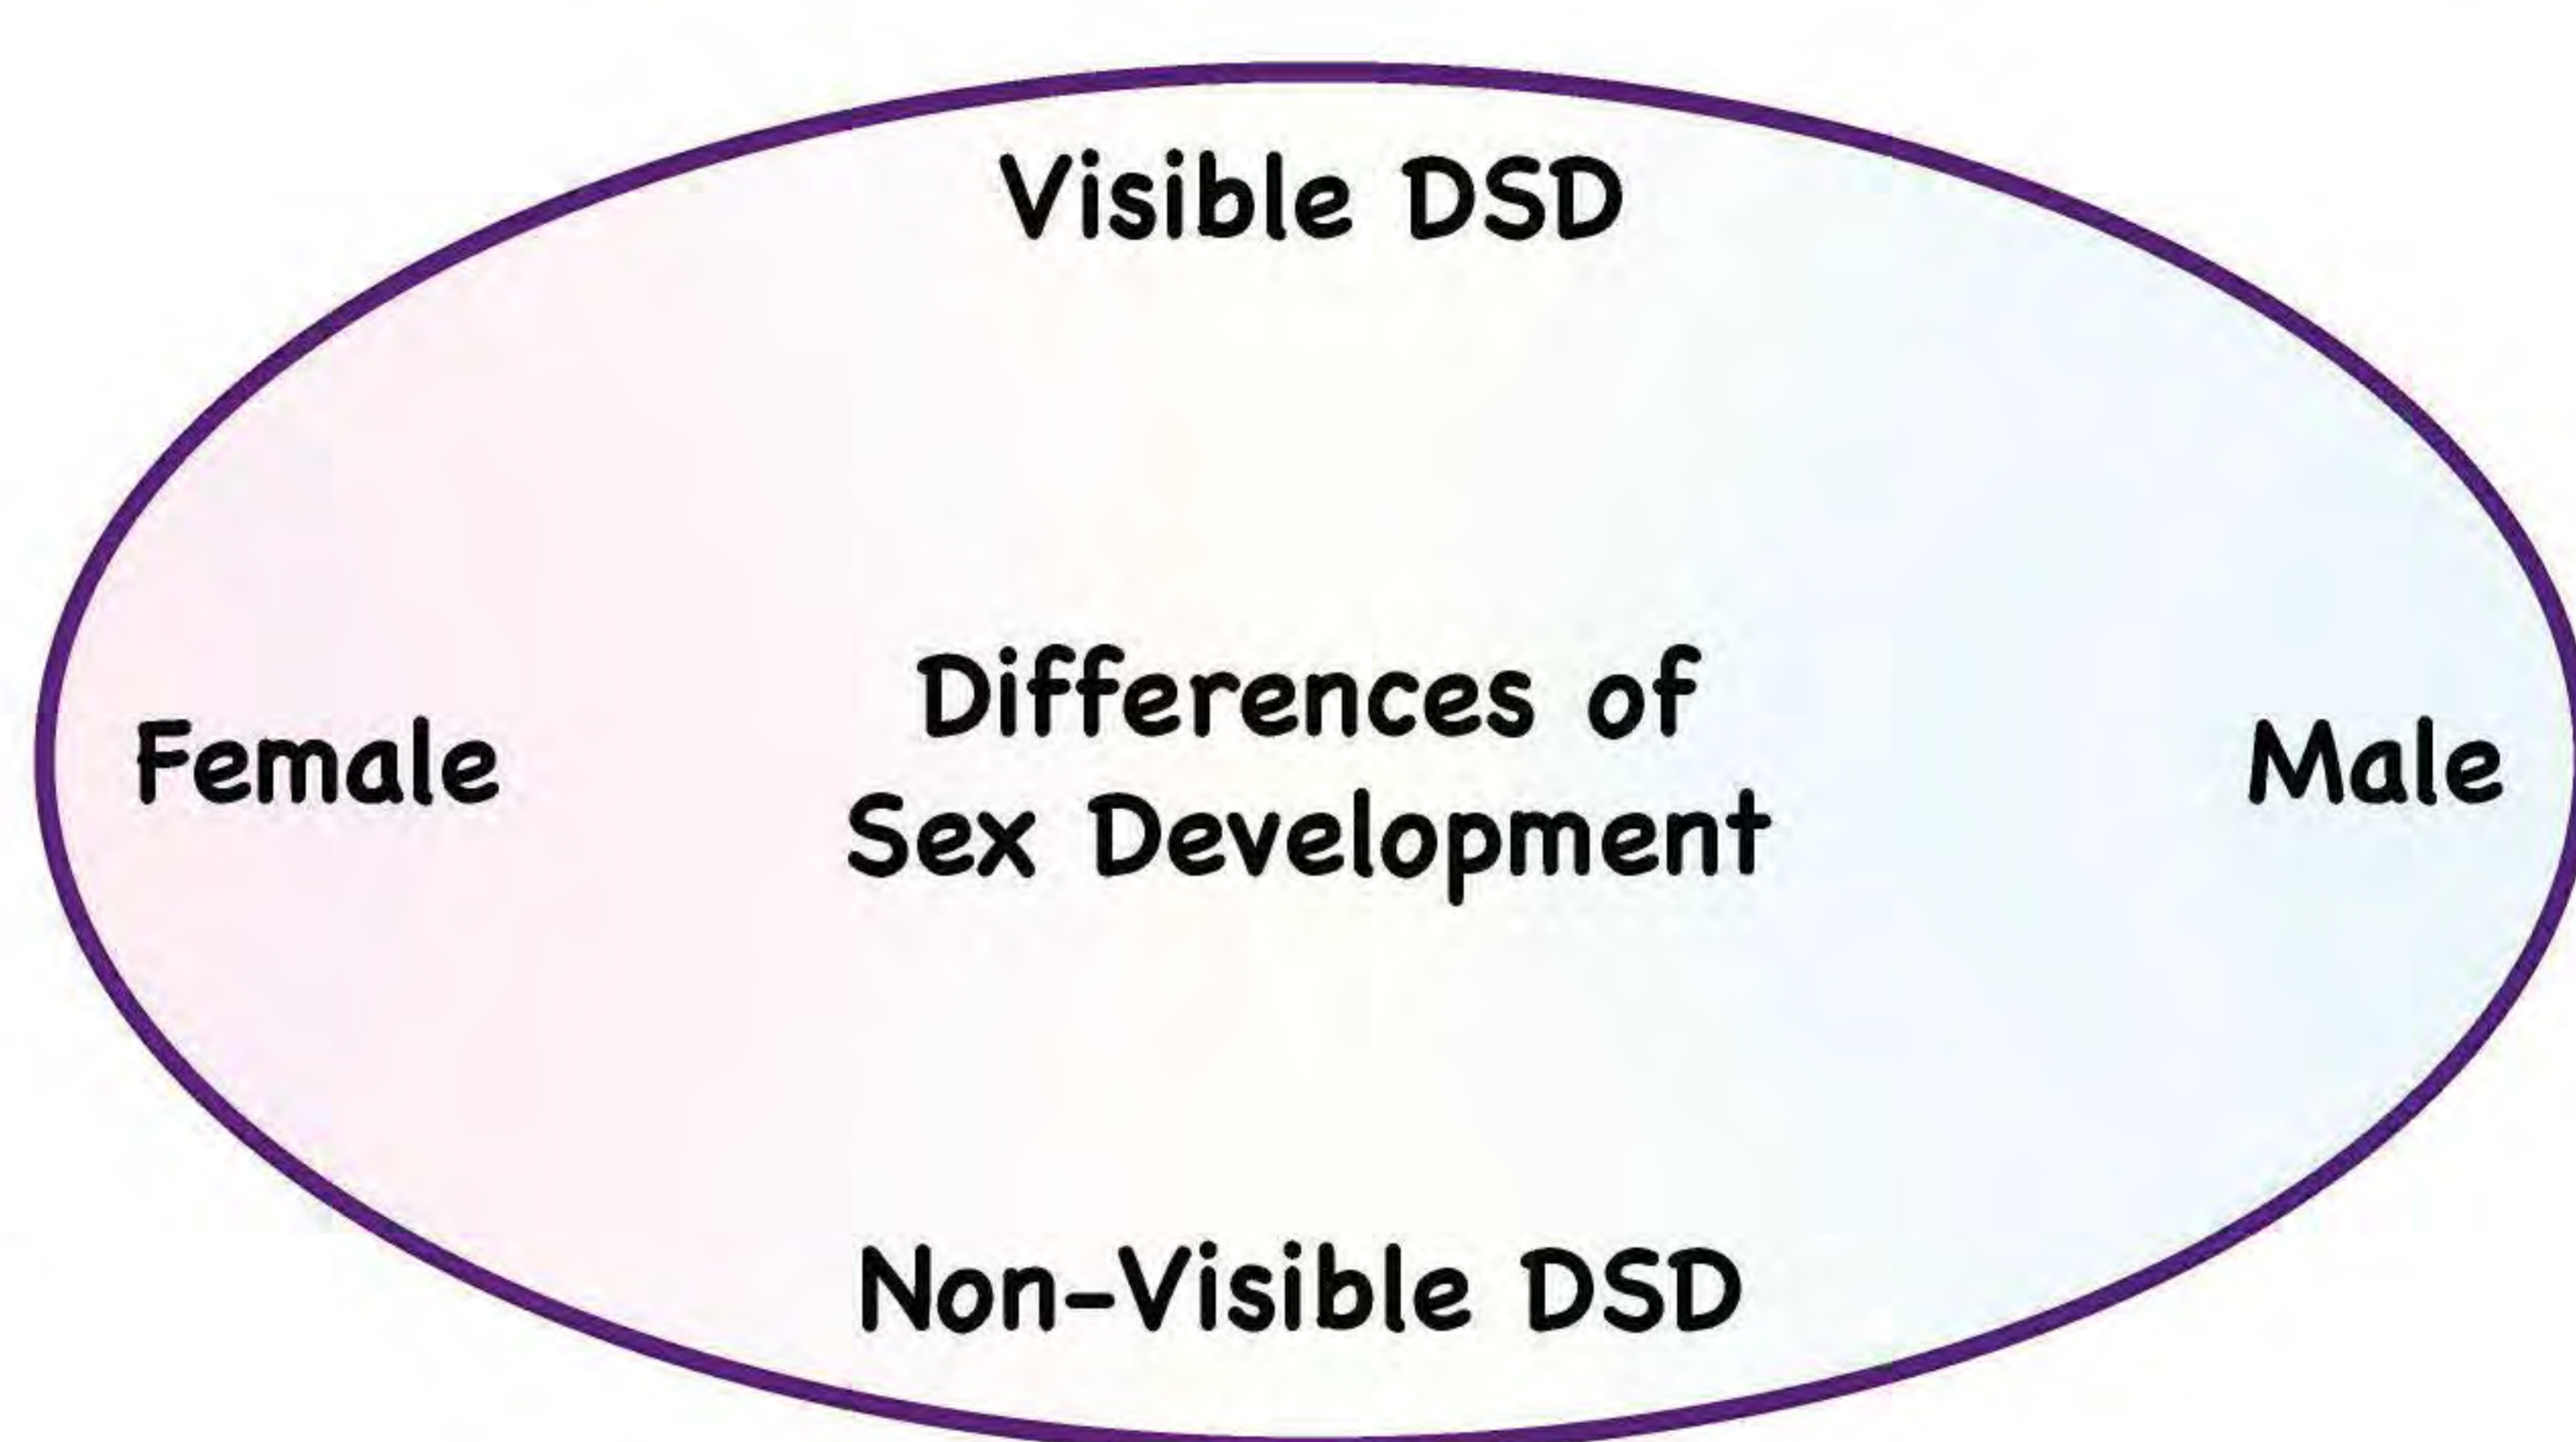 Visible DSD
Differences of
Sex Development
Female
Male
Non-Visible DSD